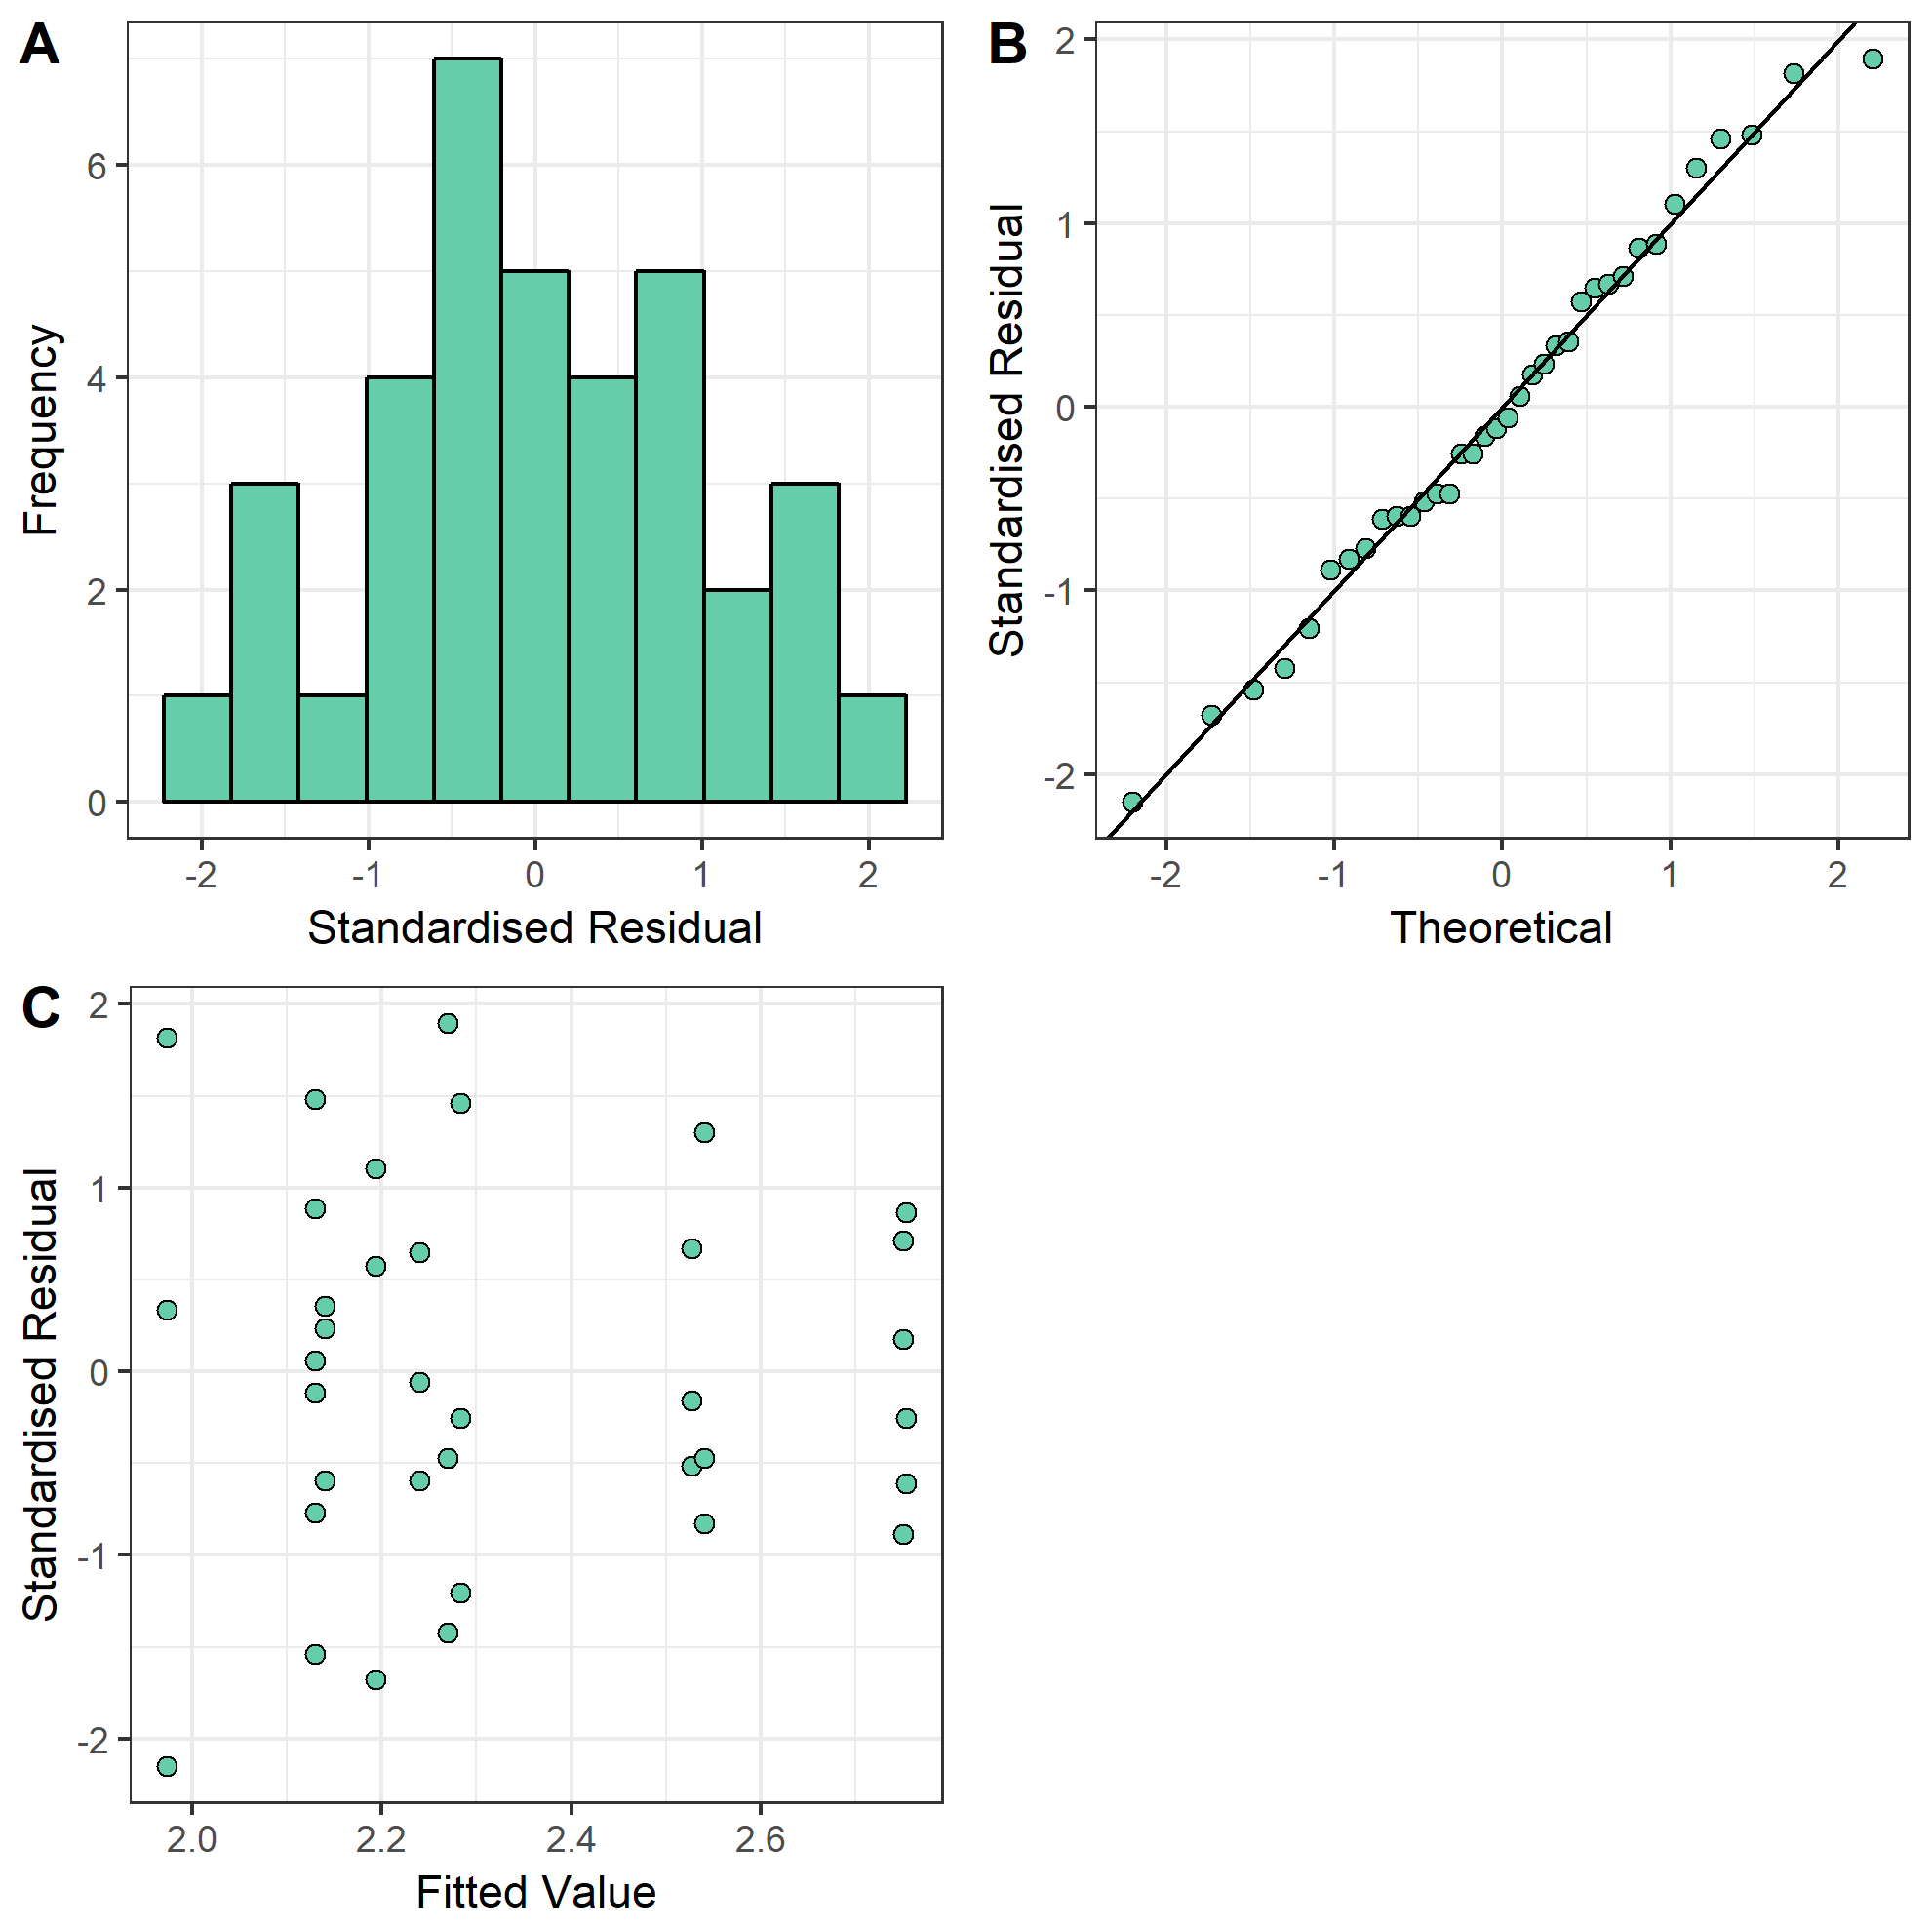 A
Frequency
6
4
2
0
-2 -1 0 1 2
Standardised Residual
B
Standardised Residual
2
1
0
-1
-2
-2 -1 0 1 2
Theoretical
C
Standardised Residual
2
1
0
-1
-2
2.0 2.2 2.4 2.6
Fitted Value